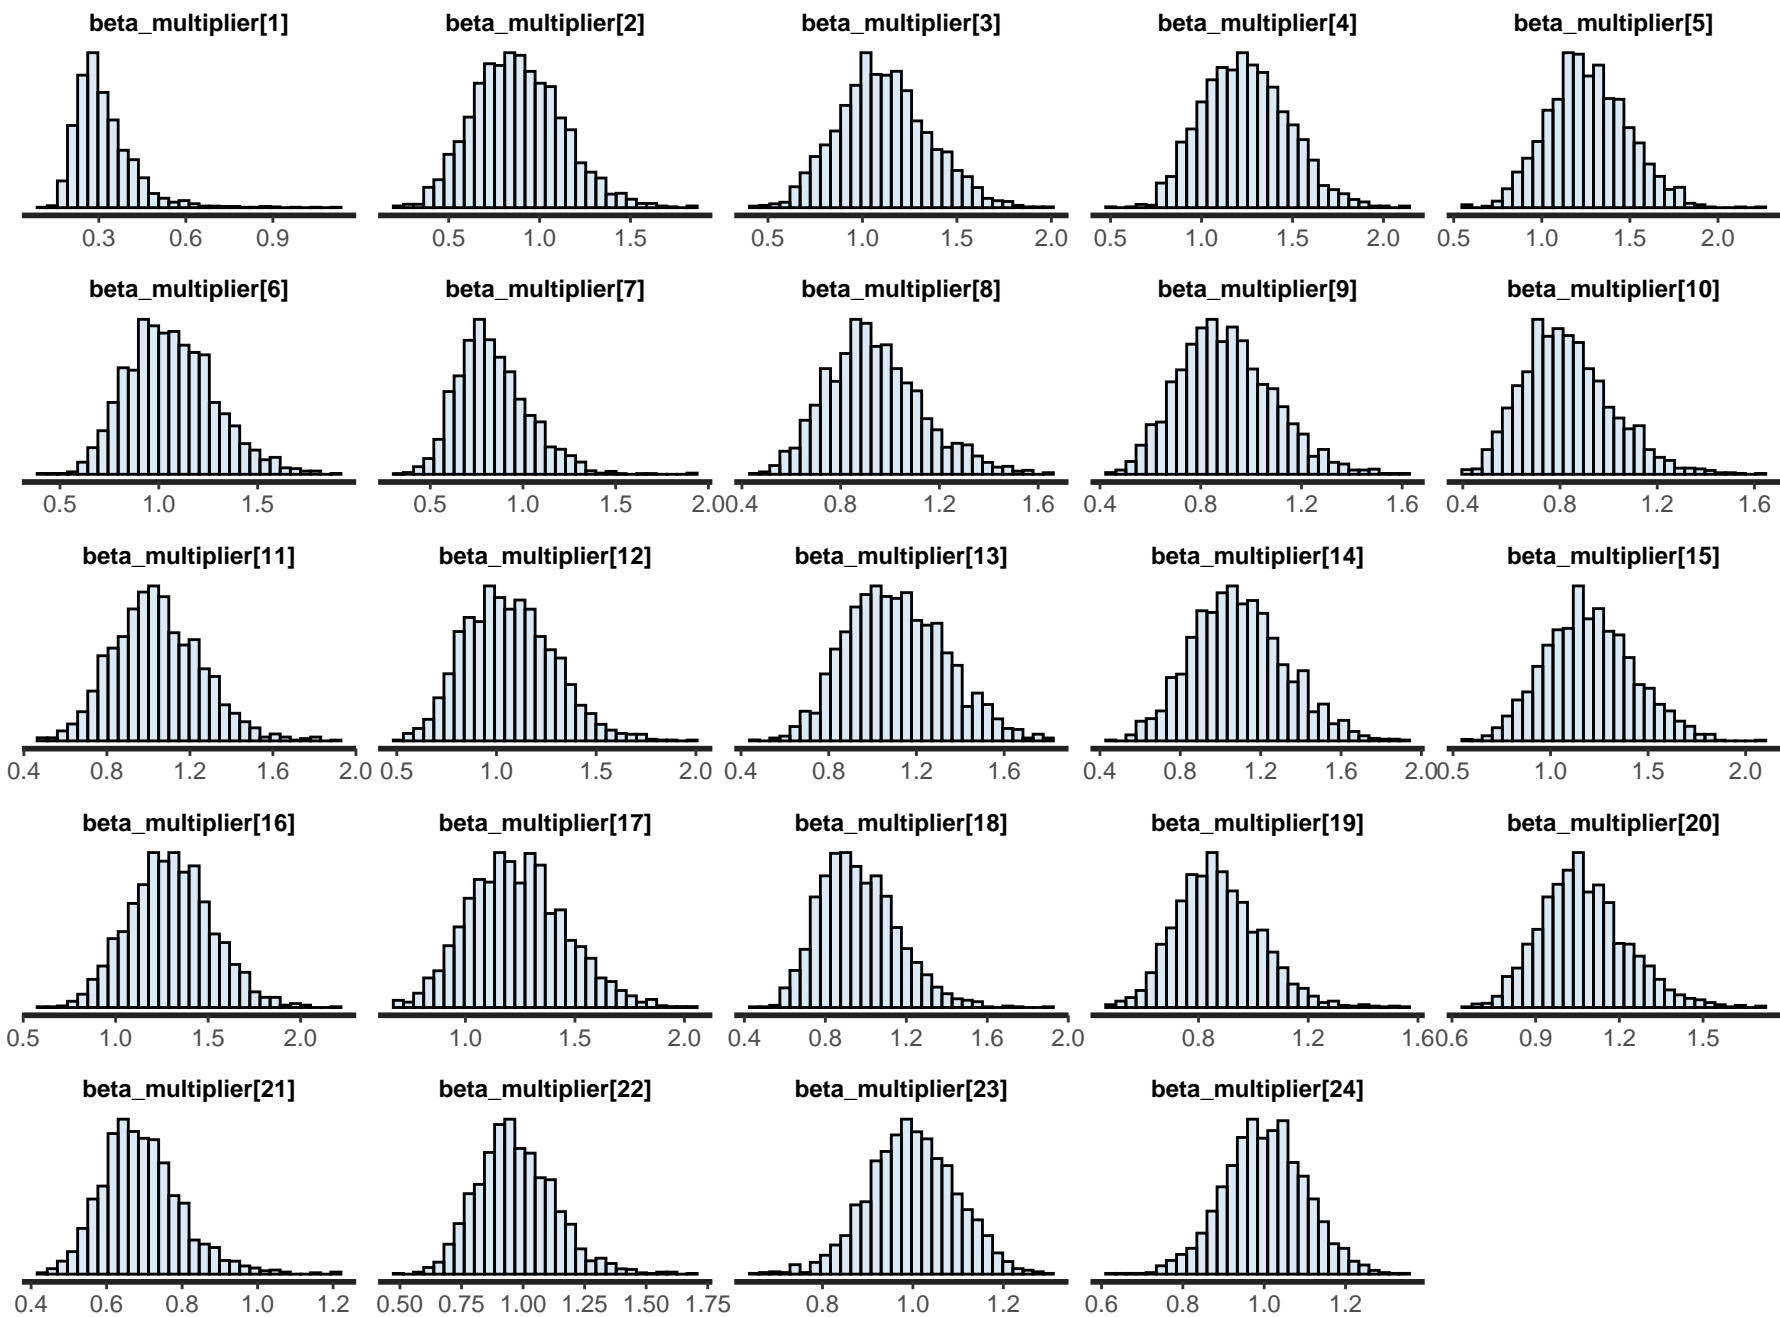 beta_multiplier[1] beta_multiplier[2] beta_multiplier[3] beta_multiplier[4] beta_multiplier[5]
0.3 0.6 0.9 0.5 1.0 1.5 0.5 1.0 1.5 2.0 0.5 1.0 1.5 2.0 0.5 1.0 1.5 2.0
beta_multiplier[6] beta_multiplier[7] beta_multiplier[8] beta_multiplier[9] beta_multiplier[10]
0.5 1.0 1.5 0.5 1.0 1.5 2.0 0.4 0.8 1.2 1.6 0.4 0.8 1.2 1.6 0.4 0.8 1.2 1.6
beta_multiplier[11] beta_multiplier[12] beta_multiplier[13] beta_multiplier[14] beta_multiplier[15]
0.4 0.8 1.2 1.6 2.0 0.5 1.0 1.5 2.0 0.4 0.8 1.2 1.6 0.4 0.8 1.2 1.6 2.0 0.5 1.0 1.5 2.0
beta_multiplier[16] beta_multiplier[17] beta_multiplier[18] beta_multiplier[19] beta_multiplier[20]
0.5 1.0 1.5 2.0 1.0 1.5 2.0 0.4 0.8 1.2 1.6 2.0 0.8 1.2 1.6 0.6 0.9 1.2 1.5
beta_multiplier[21] beta_multiplier[22] beta_multiplier[23] beta_multiplier[24]
0.4 0.6 0.8 1.0 1.2 0.50 0.75 1.00 1.25 1.50 1.75 0.8 1.0 1.2 0.6 0.8 1.0 1.2